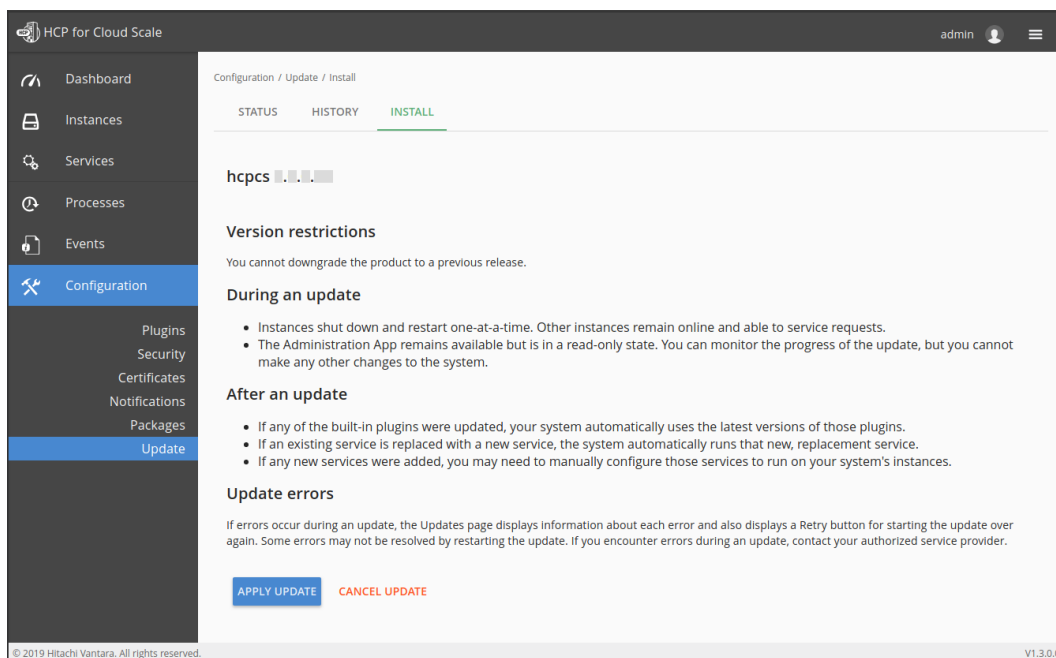 HCP for Cloud Scale
admin
Dashboard
Instances
Services
Processes
Events
Configuration
Plugins
Security
Certificates
Notifications
Packages
Update
Configuration / Update / Install
STATUS HISTORY INSTALL
hcpcs
Version restrictions
You cannot downgrade the product to a previous release.
During an update
• Instances shut down and restart one-at-a-time. Other instances remain online and able to service requests.
• The Administration App remains available but is in a read-only state. You can monitor the progress of the update, but you cannot
make any other changes to the system.
After an update
• If any of the built-in plugins were updated, your system automatically uses the latest versions of those plugins.
• If an existing service is replaced with a new service, the system automatically runs that new, replacement service.
• If any new services were added, you may need to manually configure those services to run on your system's instances.
Update errors
If errors occur during an update, the Updates page displays information about each error and also displays a Retry button for starting the update over
again. Some errors may not be resolved by restarting the update. If you encounter errors during an update, contact your authorized service provider.
APPLY UPDATE CANCEL UPDATE
© 2019 Hitachi Vantara. All rights reserved.